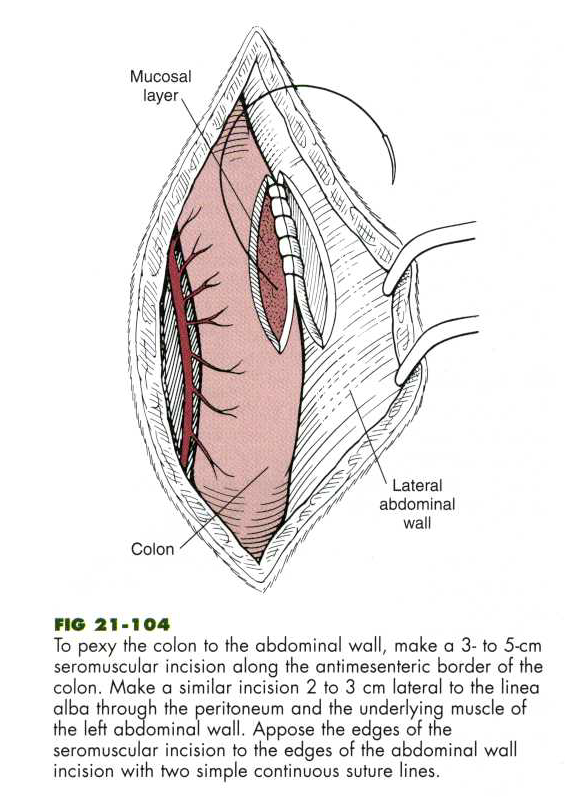 Mucosal
layer
Lateral
abdominal
wall
Colon
FIG 21-104
To pexy the colon to the abdominal wall, make a 3- to 5-cm
seromuscular incision along the antimesenteric border of the
colon. Make a similar incision 2 to 3 cm lateral to the linea
alba through the peritoneum and the underlying muscle of
the left abdominal wall. Appose the edges of the
seromuscular incision to the edges of the abdominal wall
incision with two simple continuous suture lines.